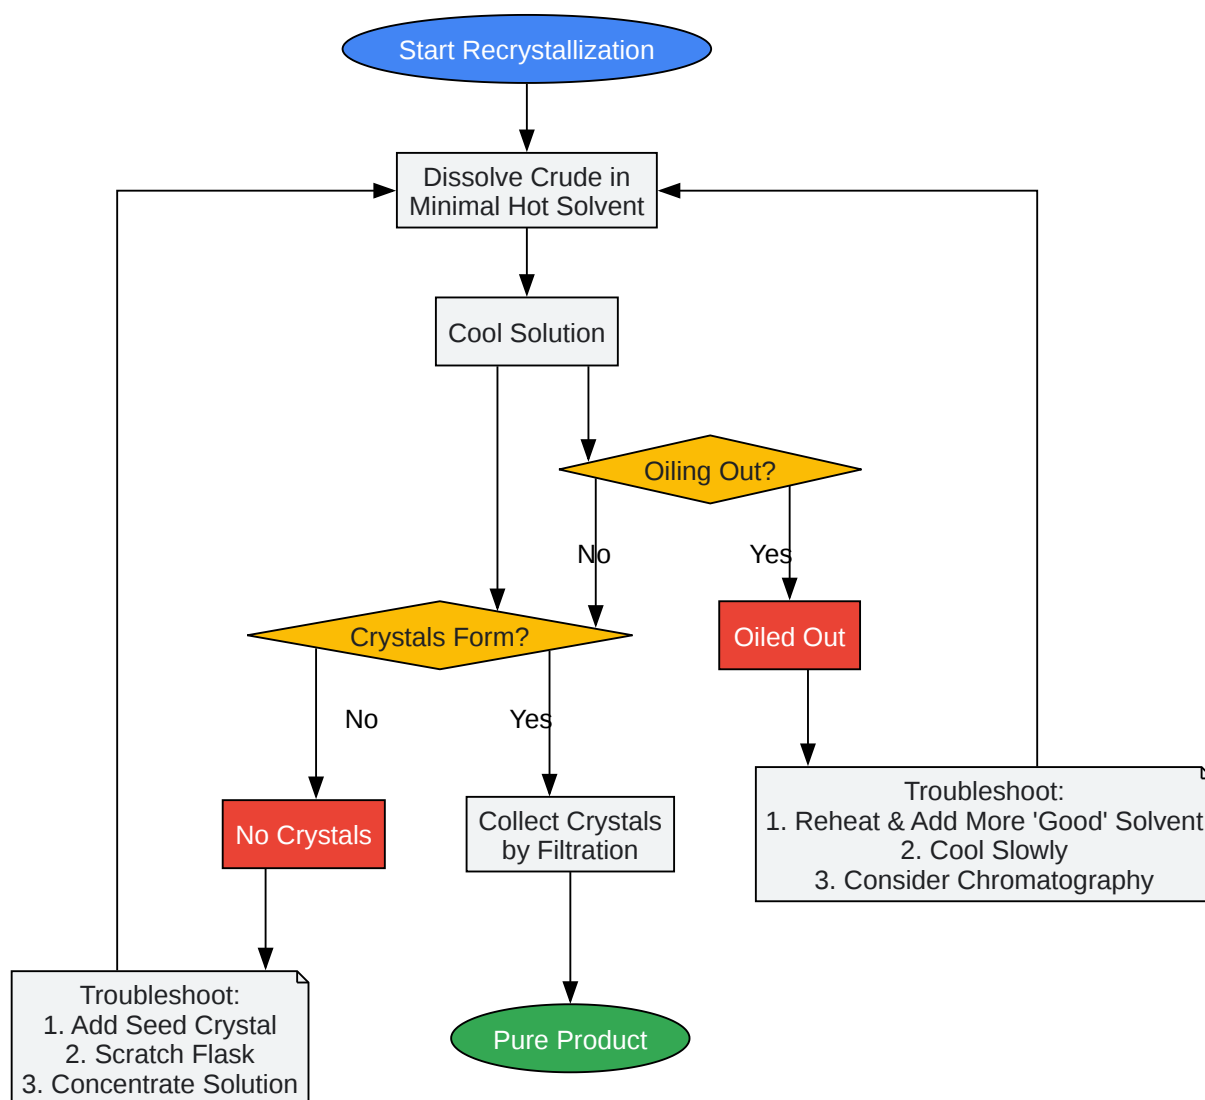 Start Recrystallization
Dissolve Crude in
Minimal Hot Solvent
Cool Solution
Oiling Out?
No
Yes
Crystals Form?
Oiled Out
No
Yes
Troubleshoot:
1. Reheat & Add More 'Good' Solvent
2. Cool Slowly
3. Consider Chromatography
No Crystals
Collect Crystals
by Filtration
Troubleshoot:
1. Add Seed Crystal
2. Scratch Flask
3. Concentrate Solution
Pure Product